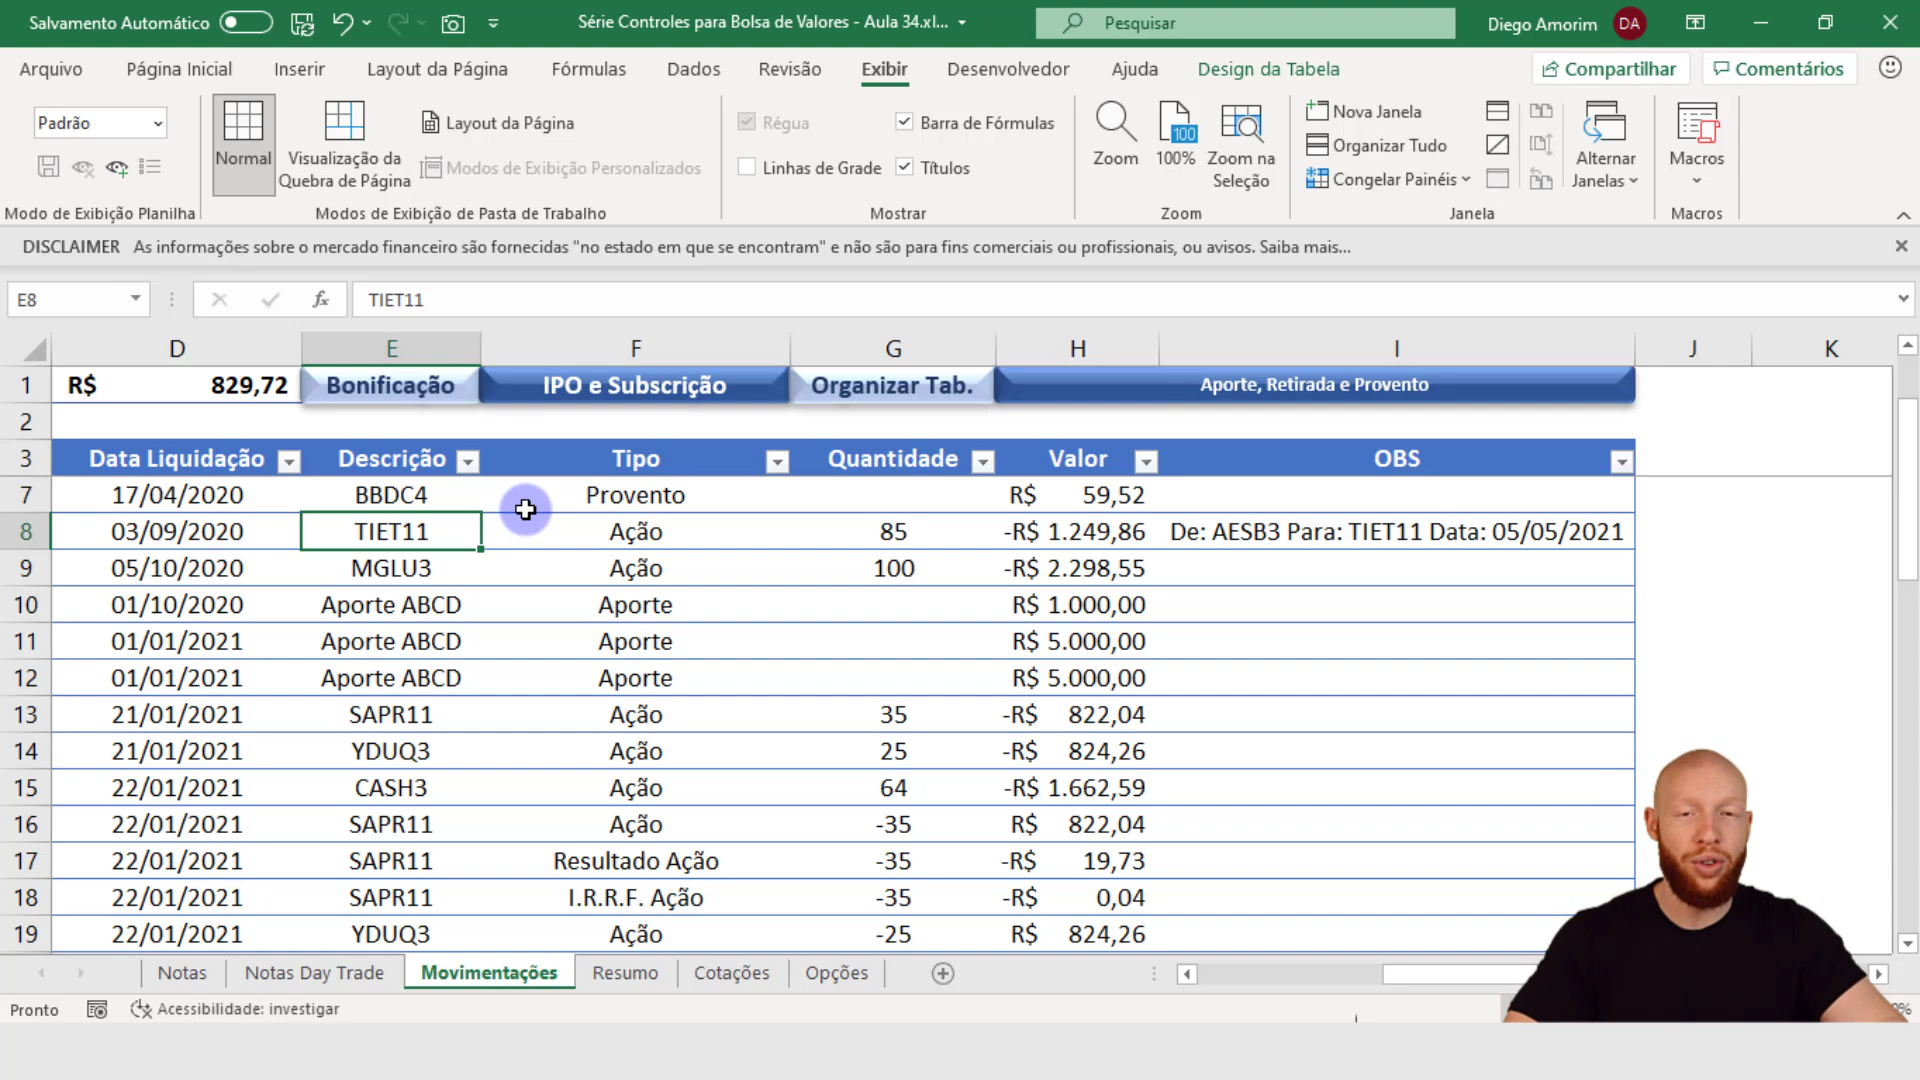 Salvamento Automático
Série Controles para Bolsa de Valores - Aula 34.xl...
Pesquisar
Diego Amorim DA
Arquivo Página Inicial Inserir Layout da Página Fórmulas Dados Revisão Exibir Desenvolvedor Ajuda Design da Tabela Compartilhar Comentários
Padrão
Normal
Visualização da Quebra de Página
Layout da Página
Modos de Exibição Personalizados
Régua
Barra de Fórmulas
Linhas de Grade
Títulos
Zoom
100
100%
Zoom na Seleção
Nova Janela
Organizar Tudo
Congelar Painéis
Alternar Janelas
Macros
Modo de Exibição Planilha Modos de Exibição de Pasta de Trabalho Mostrar Zoom Janela Macros
DISCLAIMER As informações sobre o mercado financeiro são fornecidas "no estado em que se encontram" e não são para fins comerciais ou profissionais, ou avisos. Saiba mais...
E8 fx TIET11
D E F G H I J K
1 R$ 829,72 Bonificação IPO e Subscrição Organizar Tab. Aporte, Retirada e Provento
2
3 Data Liquidação Descrição Tipo Quantidade Valor OBS
7 17/04/2020 BBDC4 Provento R$ 59,52
8 03/09/2020 TIET11 Ação 85 -R$ 1.249,86 De: AESB3 Para: TIET11 Data: 05/05/2021
9 05/10/2020 MGLU3 Ação 100 -R$ 2.298,55
10 01/10/2020 Aporte ABCD Aporte R$ 1.000,00
11 01/01/2021 Aporte ABCD Aporte R$ 5.000,00
12 01/01/2021 Aporte ABCD Aporte R$ 5.000,00
13 21/01/2021 SAPR11 Ação 35 -R$ 822,04
14 21/01/2021 YDUQ3 Ação 25 -R$ 824,26
15 22/01/2021 CASH3 Ação 64 -R$ 1.662,59
16 22/01/2021 SAPR11 Ação -35 R$ 822,04
17 22/01/2021 SAPR11 Resultado Ação -35 -R$ 19,73
18 22/01/2021 SAPR11 I.R.R.F. Ação -35 -R$ 0,04
19 22/01/2021 YDUQ3 Ação -25 R$ 824,26
Notas Notas Day Trade Movimentações Resumo Cotações Opções
Pronto Acessibilidade: investigar